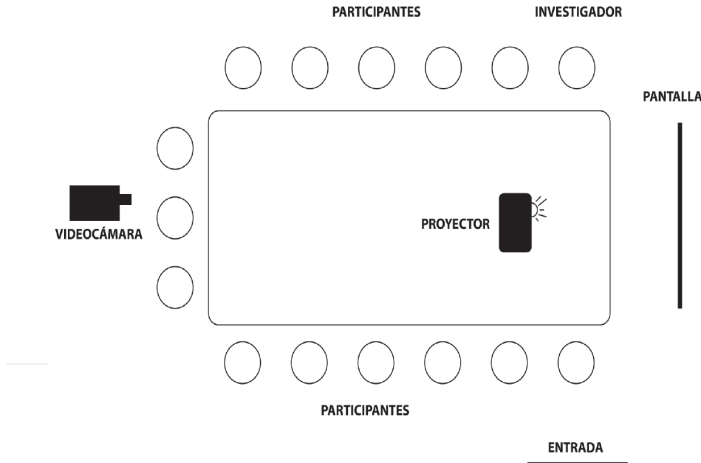 PARTICIPANTES
INVESTIGADOR
PANTALLA
PROYECTOR
VIDEOCÁMARA
PARTICIPANTES
ENTRADA